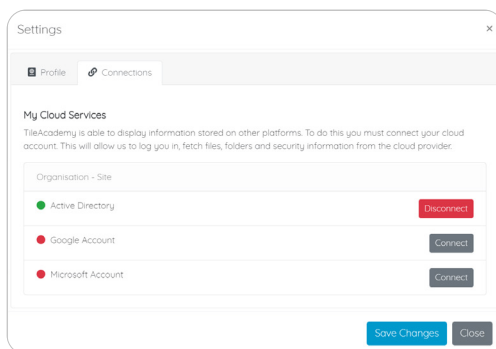 Settings ×
Profile Connections
My Cloud Services
TileAcademy is able to display information stored on other platforms. To do this you must connect your cloud
account. This will allow us to log you in, fetch files, folders and security information from the cloud provider.
Organisation - Site
Active Directory Disconnect
Google Account Connect
Microsoft Account Connect
Save Changes Close